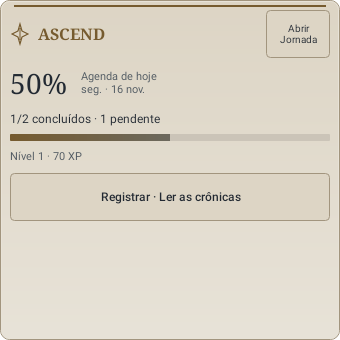 ASCEND
Abrir
Jornada
50%
Agenda de hoje
seg. · 16 nov.
1/2 concluídos · 1 pendente
Nível 1 · 70 XP
Registrar · Ler as crônicas